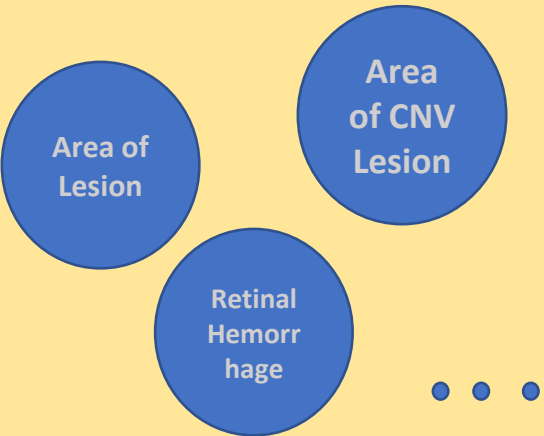 Area of
Lesion
Area
of CNV
Lesion
Retinal
Hemorr
hage